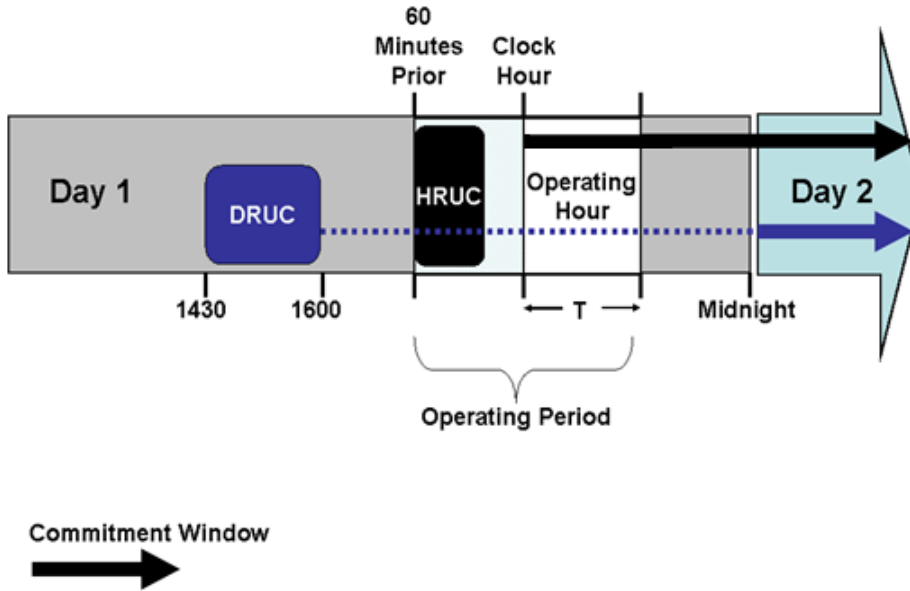 60
Minutes
Prior
Clock
Hour
Day 1
DRUC
HRUC
Operating
Hour
Day 2
1430
1600
T
Midnight
Operating Period
Commitment Window